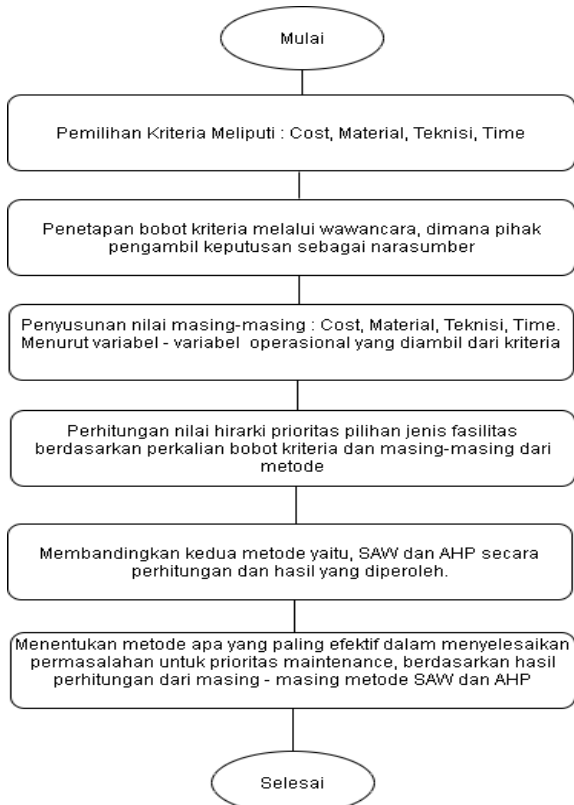 Mulai
Pemilihan Kriteria Meliputi : Cost, Material, Teknisi, Time
Penetapan bobot kriteria melalui wawancara, dimana pihak
pengambil keputusan sebagai narasumber
Penyusunan nilai masing-masing : Cost, Material, Teknisi, Time.
Menurut variabel - variabel operasional yang diambil dari kriteria
Perhitungan nilai hirarki prioritas pilihan jenis fasilitas
berdasarkan perkalian bobot kriteria dan masing-masing dari
metode
Membandingkan kedua metode yaitu, SAW dan AHP secara
perhitungan dan hasil yang diperoleh.
Menentukan metode apa yang paling efektif dalam menyelesaikan
permasalahan untuk prioritas maintenance, berdasarkan hasil
perhitungan dari masing - masing metode SAW dan AHP
Selesai